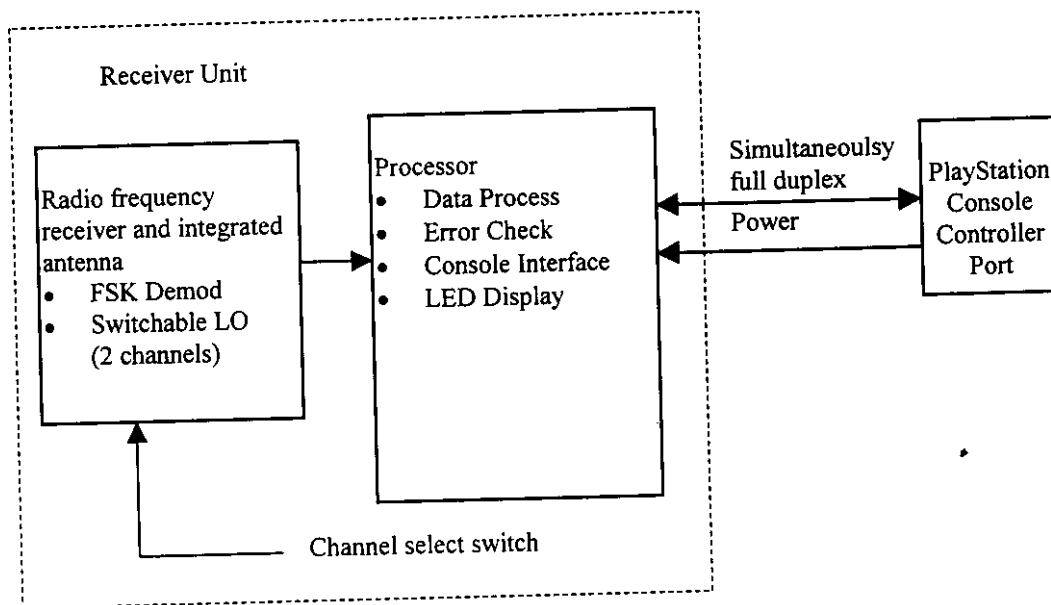 Receiver Unit
Radio frequency
receiver and integrated
antenna
• FSK Demod
• Switchable LO
(2 channels)
Processor
• Data Process
• Error Check
• Console Interface
• LED Display
Simultaneoulsy
full duplex
Power
PlayStation
Console
Controller
Port
Channel select switch